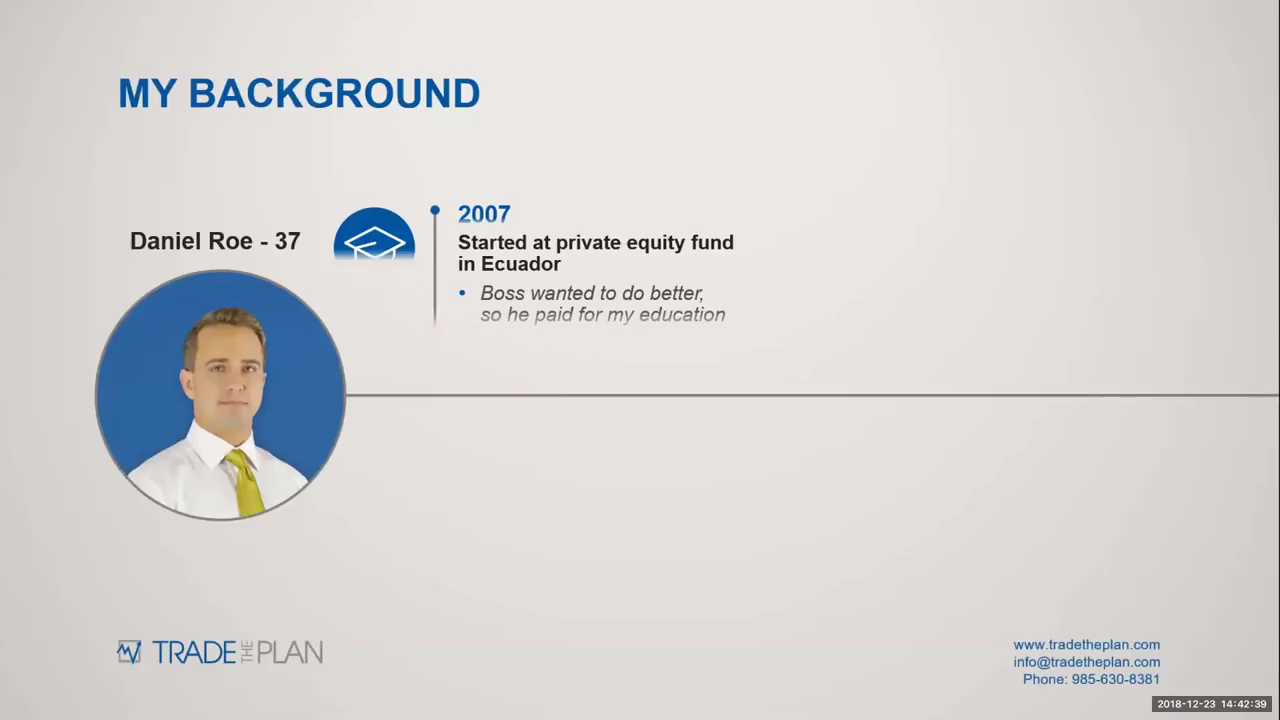 MY BACKGROUND
Daniel Roe - 37
2007
Started at private equity fund
in Ecuador
• Boss wanted to do better,
so he paid for my education
TRADE THE PLAN
www.tradetheplan.com
info@tradetheplan.com
Phone: 985-630-8381
2018-12-23 14:42:39